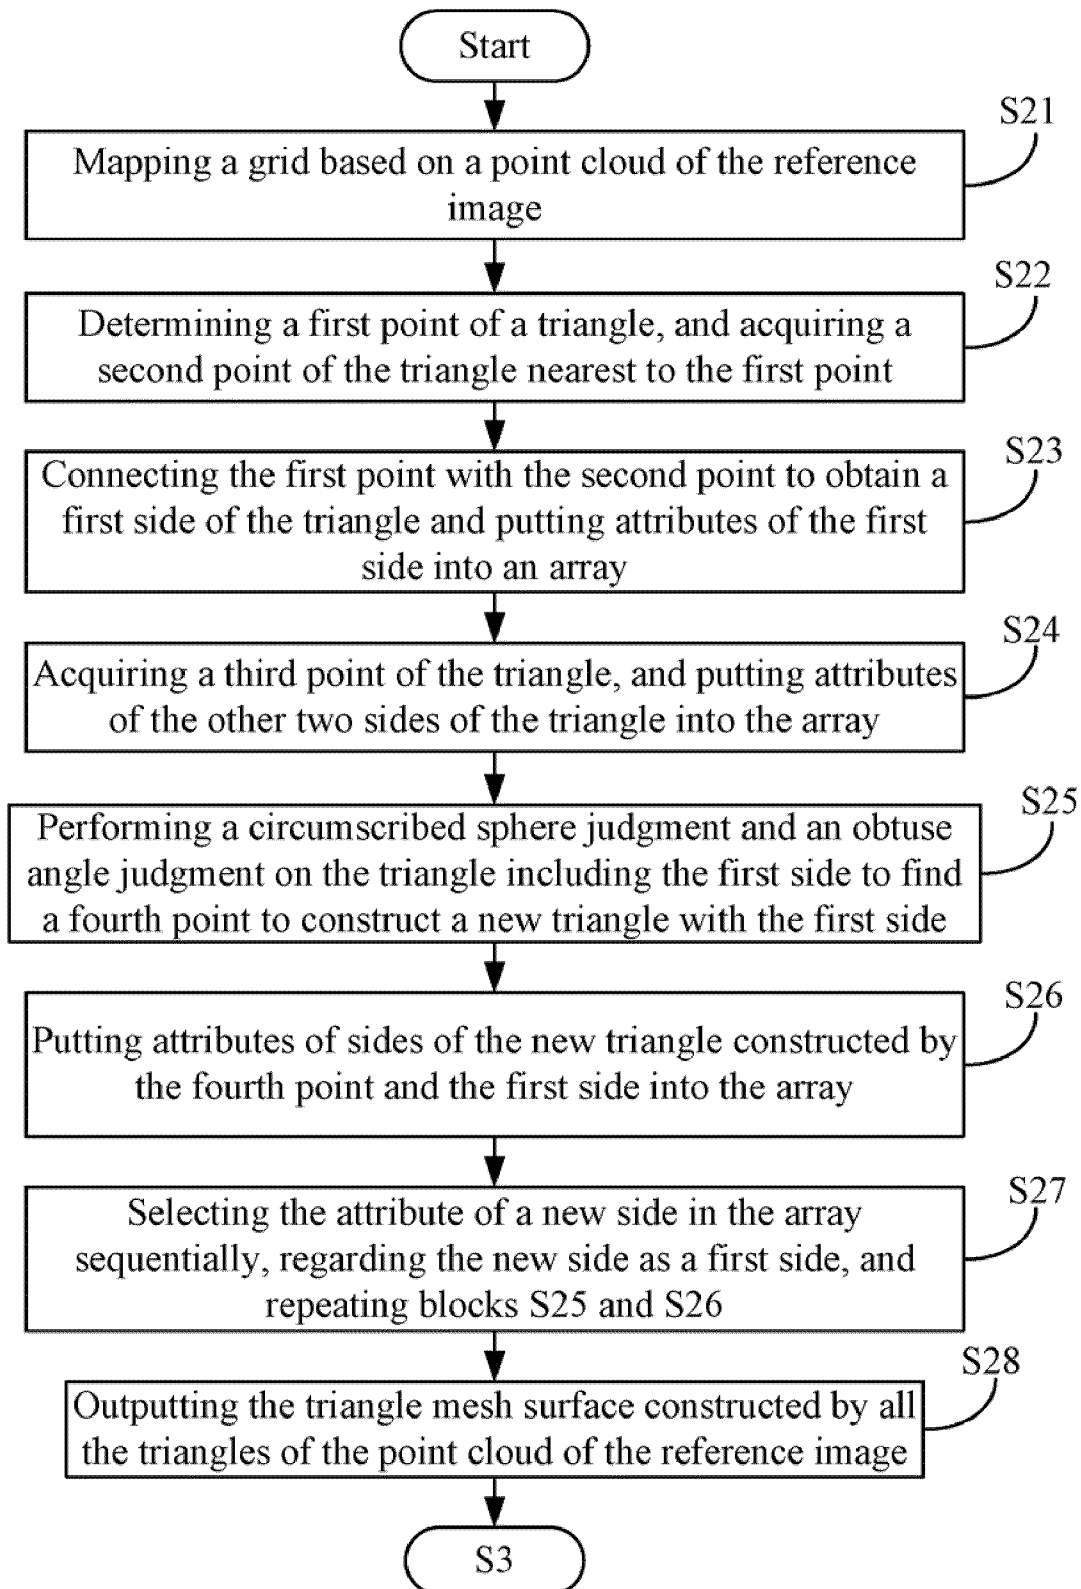 Start
S21
Mapping a grid based on a point cloud of the reference
image
S22
Determining a first point of a triangle, and acquiring a
second point of the triangle nearest to the first point
S23
Connecting the first point with the second point to obtain a
first side of the triangle and putting attributes of the first
side into an array
S24
Acquiring a third point of the triangle, and putting attributes
of the other two sides of the triangle into the array
S25
Performing a circumscribed sphere judgment and an obtuse
angle judgment on the triangle including the first side to find
a fourth point to construct a new triangle with the first side
S26
Putting attributes of sides of the new triangle constructed by
the fourth point and the first side into the array
S27
Selecting the attribute of a new side in the array
sequentially, regarding the new side as a first side, and
repeating blocks S25 and S26
S28
Outputting the triangle mesh surface constructed by all
the triangles of the point cloud of the reference image
S3